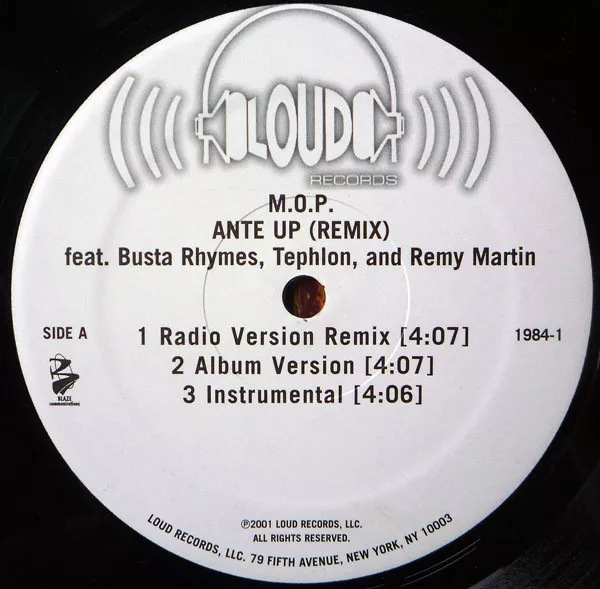 LOUD
RECORDS
M.O.P.
ANTE UP (REMIX)
feat. Busta Rhymes, Tephlon, and Remy Martin
SIDE A
1 Radio Version Remix [4:07]
1984-1
2 Album Version [4:07]
3 Instrumental [4:06]
BLAZE
communications
℗2001 LOUD RECORDS, LLC.
ALL RIGHTS RESERVED.
LOUD RECORDS, LLC. 79 FIFTH AVENUE, NEW YORK, NY 10003